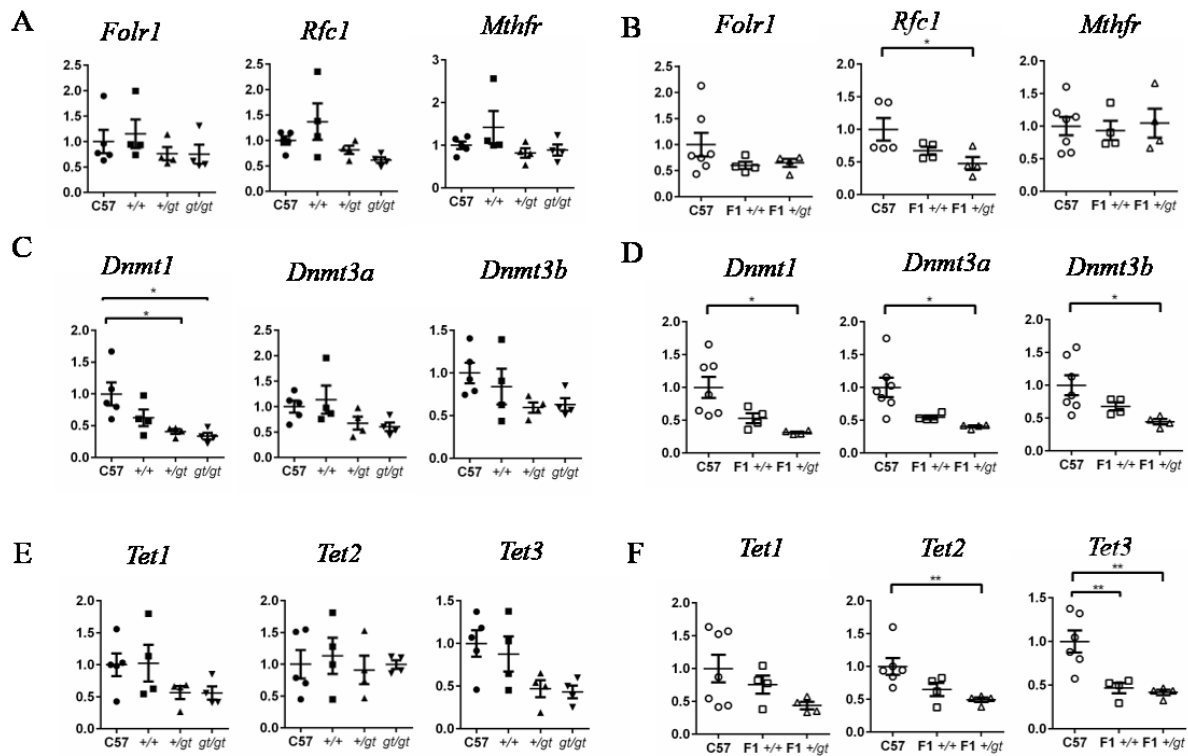 A
Folr1 Rfc1 Mthfr
2.5 2.0 1.5 1.0 0.5 0.0
C57 +/+ +/gt gt/gt
2.5 2.0 1.5 1.0 0.5 0.0
C57 +/+ +/gt gt/gt
3 2 1 0
C57 +/+ +/gt gt/gt
B
Folr1 Rfc1 Mthfr
2.5 2.0 1.5 1.0 0.5 0.0
C57 F1 +/+ F1 +/gt
*
2.0 1.5 1.0 0.5 0.0
C57 F1 +/+ F1 +/gt
2.0 1.5 1.0 0.5 0.0
C57 F1 +/+ F1 +/gt
C
Dnmt1 Dnmt3a Dnmt3b
*
*
2.0 1.5 1.0 0.5 0.0
C57 +/+ +/gt gt/gt
2.5 2.0 1.5 1.0 0.5 0.0
C57 +/+ +/gt gt/gt
1.5 1.0 0.5 0.0
C57 +/+ +/gt gt/gt
D
Dnmt1 Dnmt3a Dnmt3b
*
2.0 1.5 1.0 0.5 0.0
C57 F1 +/+ F1 +/gt
*
2.0 1.5 1.0 0.5 0.0
C57 F1 +/+ F1 +/gt
*
2.0 1.5 1.0 0.5 0.0
C57 F1 +/+ F1 +/gt
E
Tet1 Tet2 Tet3
2.0 1.5 1.0 0.5 0.0
C57 +/+ +/gt gt/gt
2.0 1.5 1.0 0.5 0.0
C57 +/+ +/gt gt/gt
1.5 1.0 0.5 0.0
C57 +/+ +/gt gt/gt
F
Tet1 Tet2 Tet3
2.0 1.5 1.0 0.5 0.0
C57 F1 +/+ F1 +/gt
**
2.0 1.5 1.0 0.5 0.0
C57 F1 +/+ F1 +/gt
**
**
1.5 1.0 0.5 0.0
C57 F1 +/+ F1 +/gt